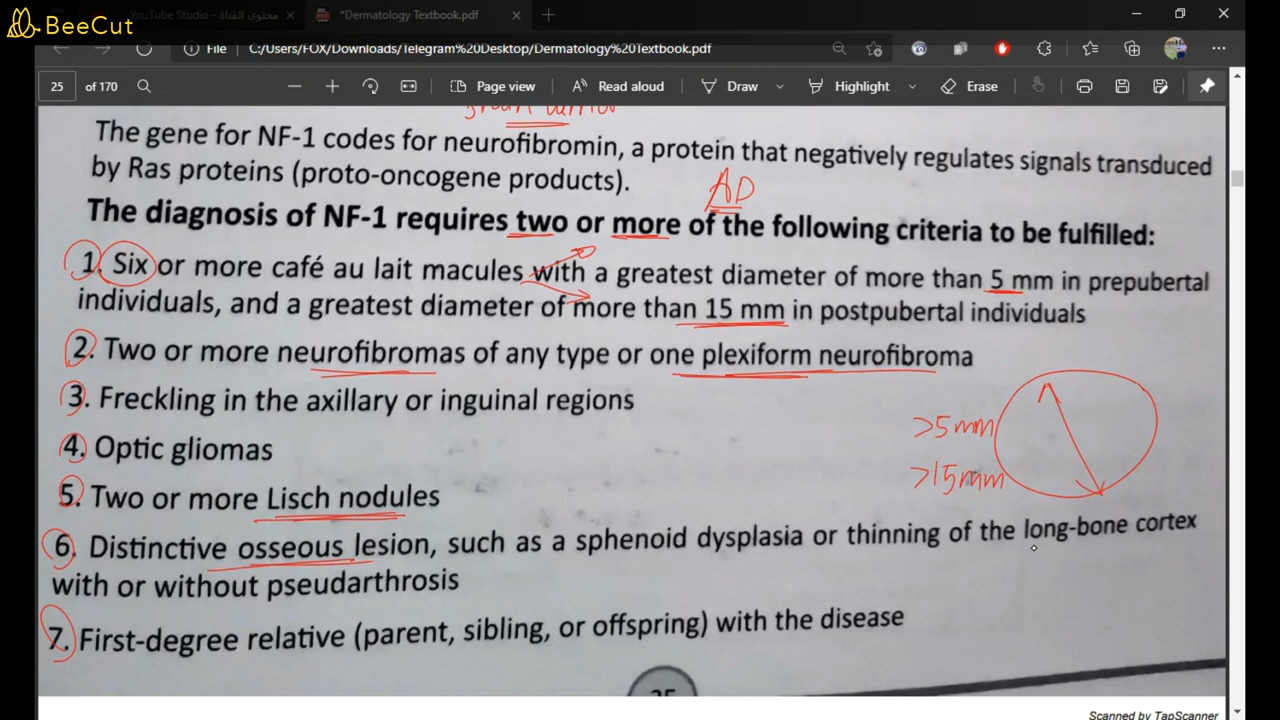 BeeCut
YouTube Studio - محتوى القناة
*Dermatology Textbook.pdf
File C:/Users/FOX/Downloads/Telegram%20Desktop/Dermatology%20Textbook.pdf
25 of 170 Page view Read aloud Draw Highlight Erase
The gene for NF-1 codes for neurofibromin, a protein that negatively regulates signals transduced
by Ras proteins (proto-oncogene products).
AD
The diagnosis of NF-1 requires two or more of the following criteria to be fulfilled:
1. Six or more café au lait macules with a greatest diameter of more than 5 mm in prepubertal
individuals, and a greatest diameter of more than 15 mm in postpubertal individuals
2. Two or more neurofibromas of any type or one plexiform neurofibroma
3. Freckling in the axillary or inguinal regions
>5mm
4. Optic gliomas
>15mm
5. Two or more Lisch nodules
6. Distinctive osseous lesion, such as a sphenoid dysplasia or thinning of the long-bone cortex
with or without pseudarthrosis
7. First-degree relative (parent, sibling, or offspring) with the disease
Scanned by TapScanner